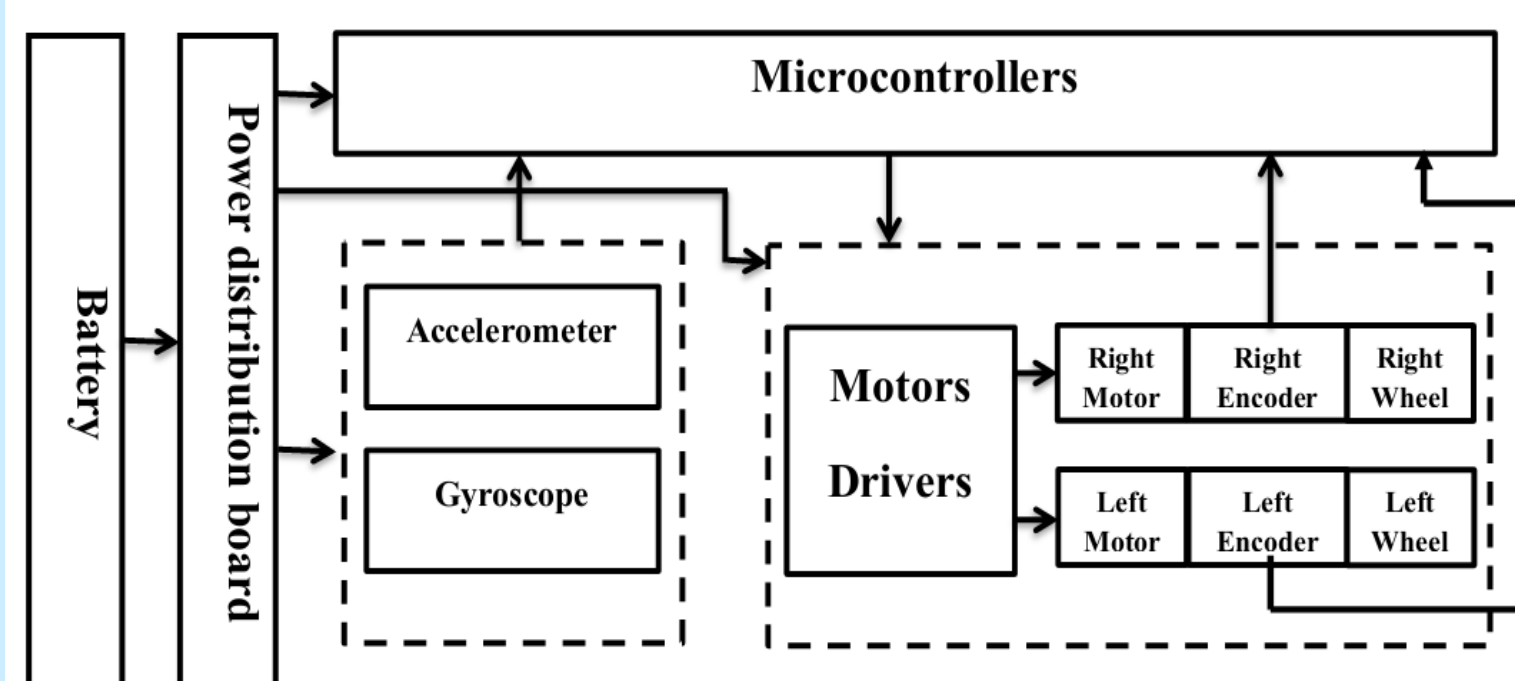 Microcontrollers
Battery
Power distribution board
Accelerometer
Gyroscope
Motors
Drivers
Right
Motor
Right
Encoder
Right
Wheel
Left
Motor
Left
Encoder
Left
Wheel